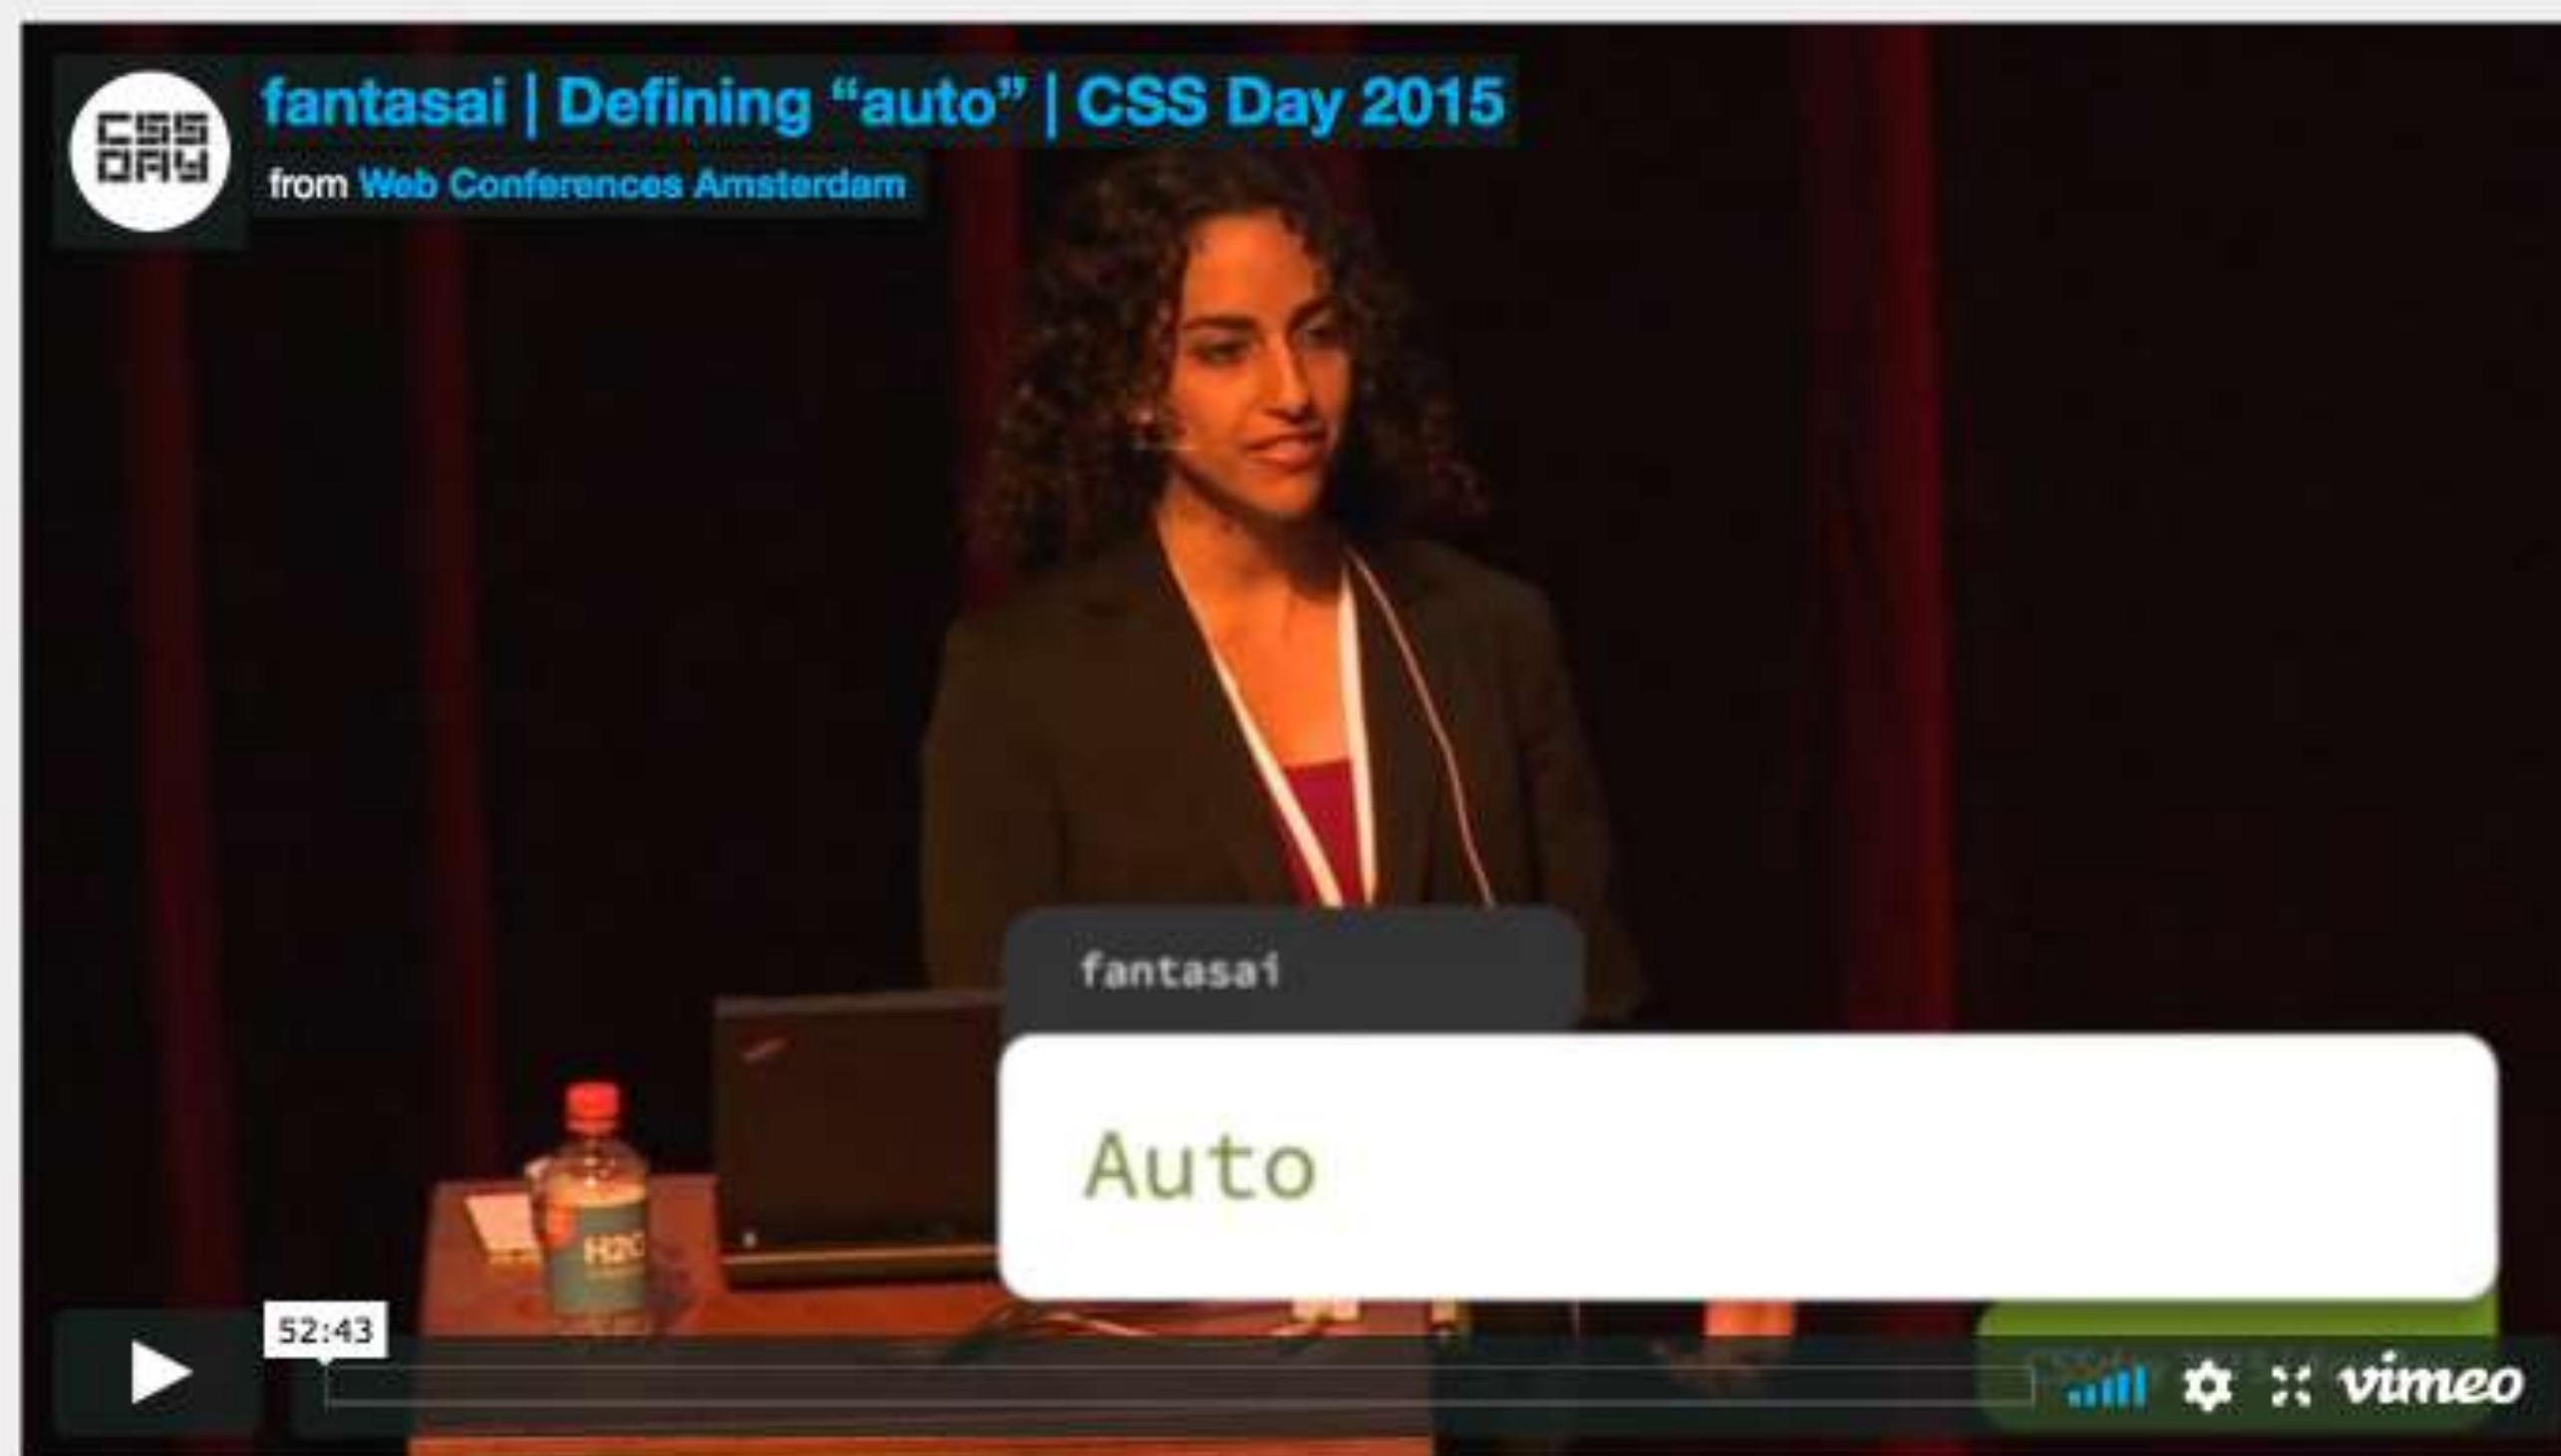 CSS
DAY
fantasai | Defining “auto” | CSS Day 2015
from Web Conferences Amsterdam
fantasai
Auto
52:43
vimeo